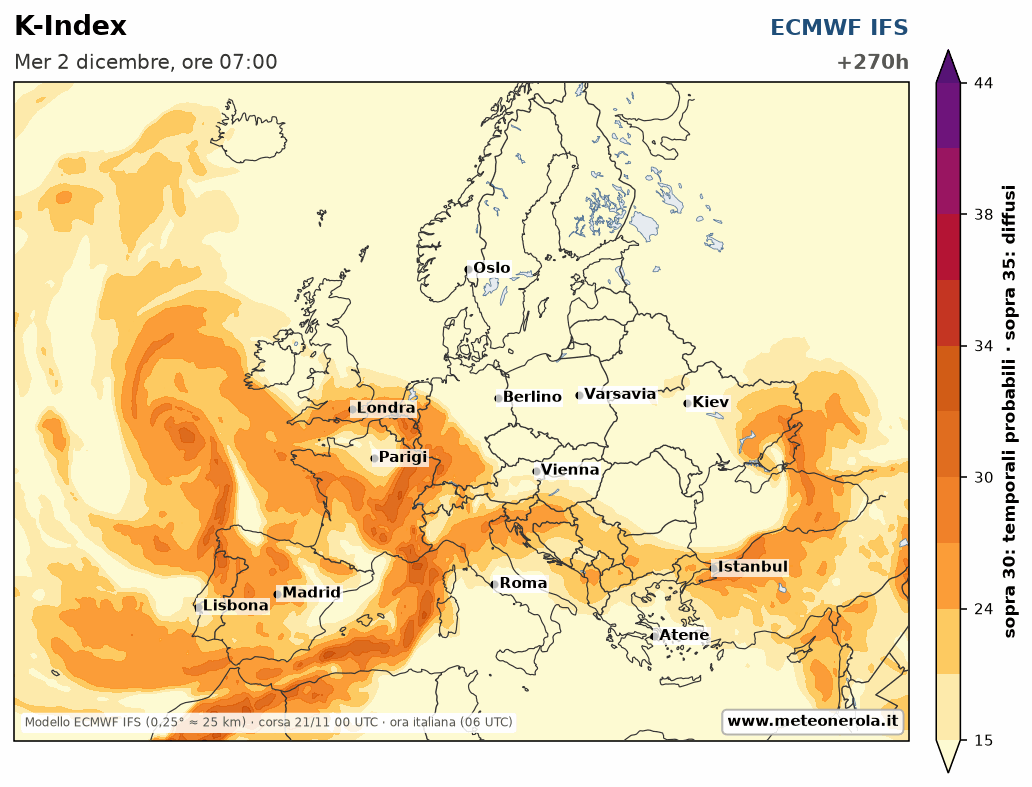 K-Index
ECMWF IFS
Mer 2 dicembre, ore 07:00
+270h
44
38
34
30
24
15
sopra 30: temporali probabili · sopra 35: diffusi
Oslo
Berlino
Varsavia
Kiev
Londra
Parigi
Vienna
Istanbul
Roma
Madrid
Lisbona
Atene
Modello ECMWF IFS (0,25° ≈ 25 km) · corsa 21/11 00 UTC · ora italiana (06 UTC)
www.meteonerola.it